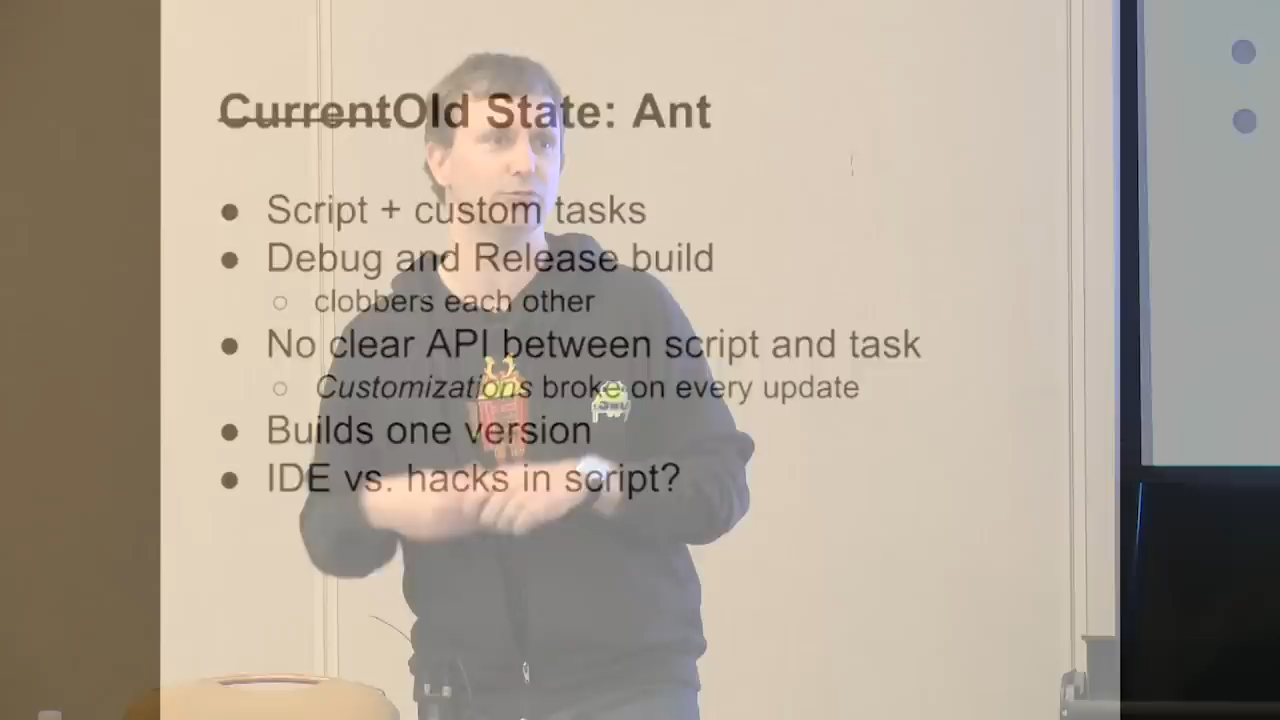 CurrentOld State: Ant
● Script + custom tasks
● Debug and Release build
○ clobbers each other
● No clear API between script and task
○ Customizations broke on every update
● Builds one version
● IDE vs. hacks in script?